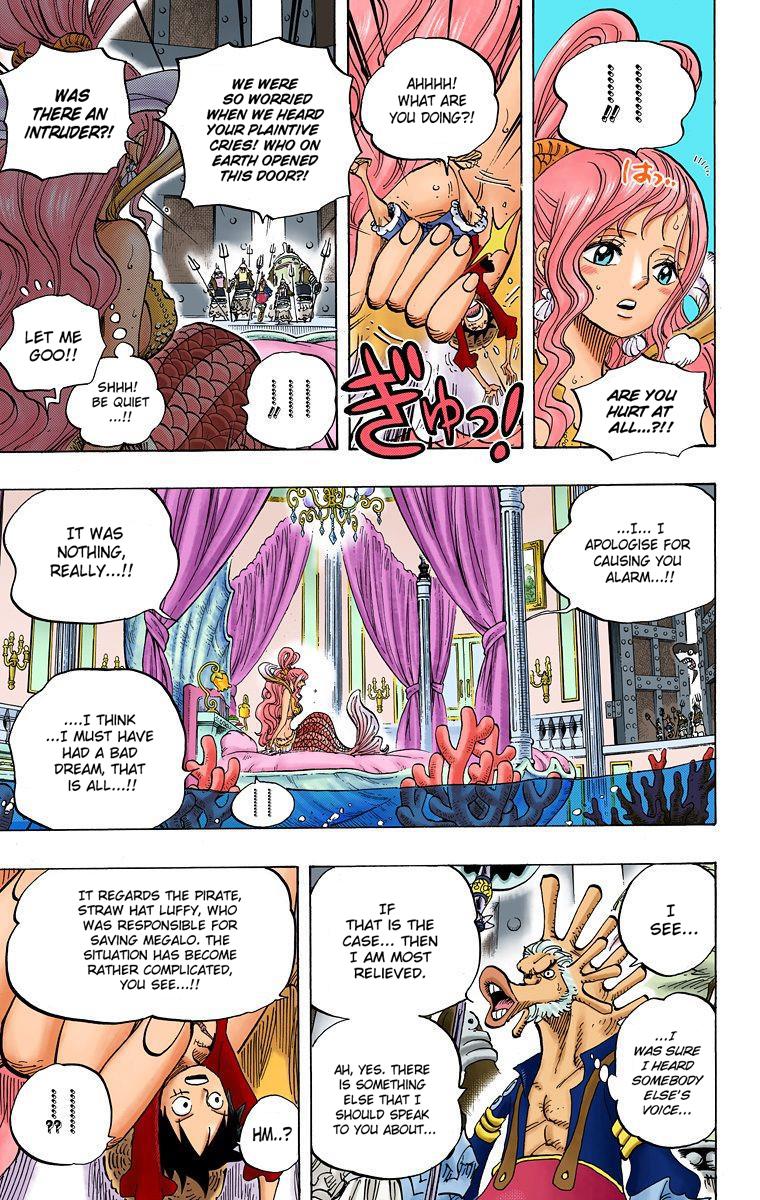 !!
はっ..
ARE YOU
HURT AT
ALL...?!!
AHHHH!
WHAT ARE
YOU DOING?!
ぎゅっ!
WE WERE
SO WORRIED
WHEN WE HEARD
YOUR PLAINTIVE
CRIES! WHO ON
EARTH OPENED
THIS DOOR?!
WAS
THERE AN
INTRUDER?!
LET ME
GOO!!
SHHH!
BE QUIET
...!!
!!
...I... I
APOLOGISE FOR
CAUSING YOU
ALARM...!!
IT WAS
NOTHING,
REALLY...!!
....I THINK
...I MUST HAVE
HAD A BAD
DREAM, THAT
IS ALL...!!
I
SEE...
...I
WAS SURE
I HEARD
SOMEBODY
ELSE'S
VOICE...
IF
THAT IS THE
CASE... THEN
I AM MOST
RELIEVED.
AH, YES. THERE
IS SOMETHING
ELSE THAT I
SHOULD SPEAK
TO YOU ABOUT...
IT REGARDS THE PIRATE,
STRAW HAT LUFFY, WHO
WAS RESPONSIBLE FOR
SAVING MEGALO. THE
SITUATION HAS BECOME
RATHER COMPLICATED,
YOU SEE...!!
HM..?
??